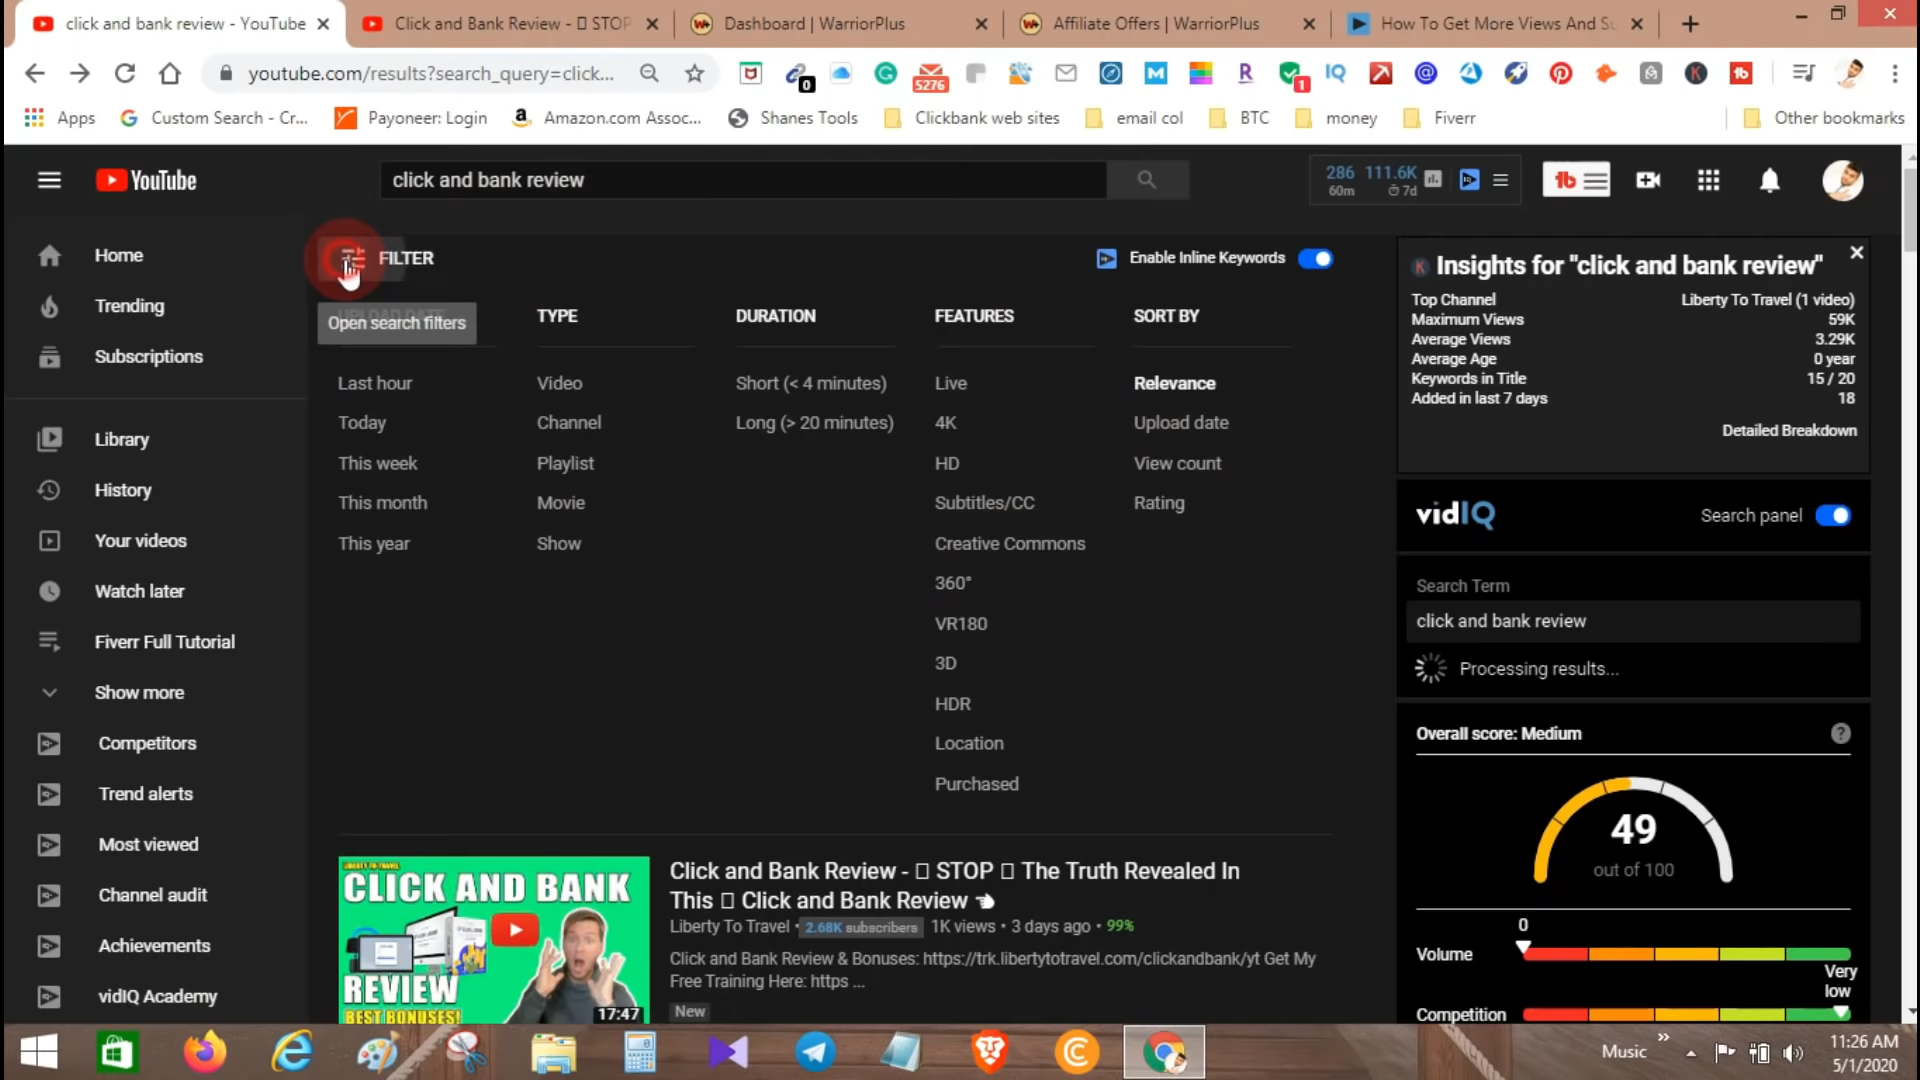 click and bank review - YouTube
Click and Bank Review - ▯ STOP
Dashboard | WarriorPlus
Affiliate Offers | WarriorPlus
How To Get More Views And Su
youtube.com/results?search_query=click...
0
5276
1
Apps
Custom Search - Cr...
Payoneer: Login
Amazon.com Assoc...
Shanes Tools
Clickbank web sites
email col
BTC
money
Fiverr
Other bookmarks
YouTube
click and bank review
286 111.6K
60m 7d
tb
Home
Trending
Subscriptions
Library
History
Your videos
Watch later
Fiverr Full Tutorial
Show more
Competitors
Trend alerts
Most viewed
Channel audit
Achievements
vidIQ Academy
FILTER
Enable Inline Keywords
Open search filters
TYPE
DURATION
FEATURES
SORT BY
Last hour
Video
Short (< 4 minutes)
Live
Relevance
Today
Channel
Long (> 20 minutes)
4K
Upload date
This week
Playlist
HD
View count
This month
Movie
Subtitles/CC
Rating
This year
Show
Creative Commons
360°
VR180
3D
HDR
Location
Purchased
LIBERTY TO TRAVEL
CLICK AND BANK
REVIEW
BEST BONUSES!
17:47
Click and Bank Review - ▯ STOP ▯ The Truth Revealed In
This ▯ Click and Bank Review
Liberty To Travel • 2.68K subscribers 1K views • 3 days ago • 99%
Click and Bank Review & Bonuses: https://trk.libertytotravel.com/clickandbank/yt Get My
Free Training Here: https ...
New
Insights for "click and bank review"
Top Channel Liberty To Travel (1 video)
Maximum Views 59K
Average Views 3.29K
Average Age 0 year
Keywords in Title 15 / 20
Added in last 7 days 18
Detailed Breakdown
vidIQ
Search panel
Search Term
click and bank review
Processing results...
Overall score: Medium
?
49
out of 100
0
Volume
Very
low
Competition
Music
11:26 AM
5/1/2020